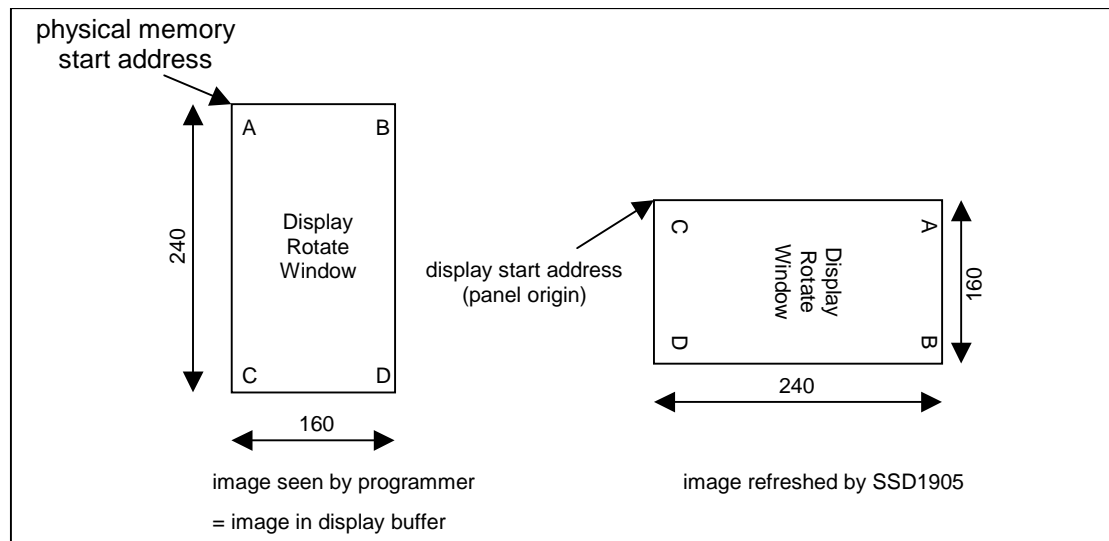 physical memory
start address
A B
240
Display
Rotate
Window
C D
160
image seen by programmer
= image in display buffer
display start address
(panel origin)
C A
Display
Rotate
Window
D B
160
240
image refreshed by SSD1905